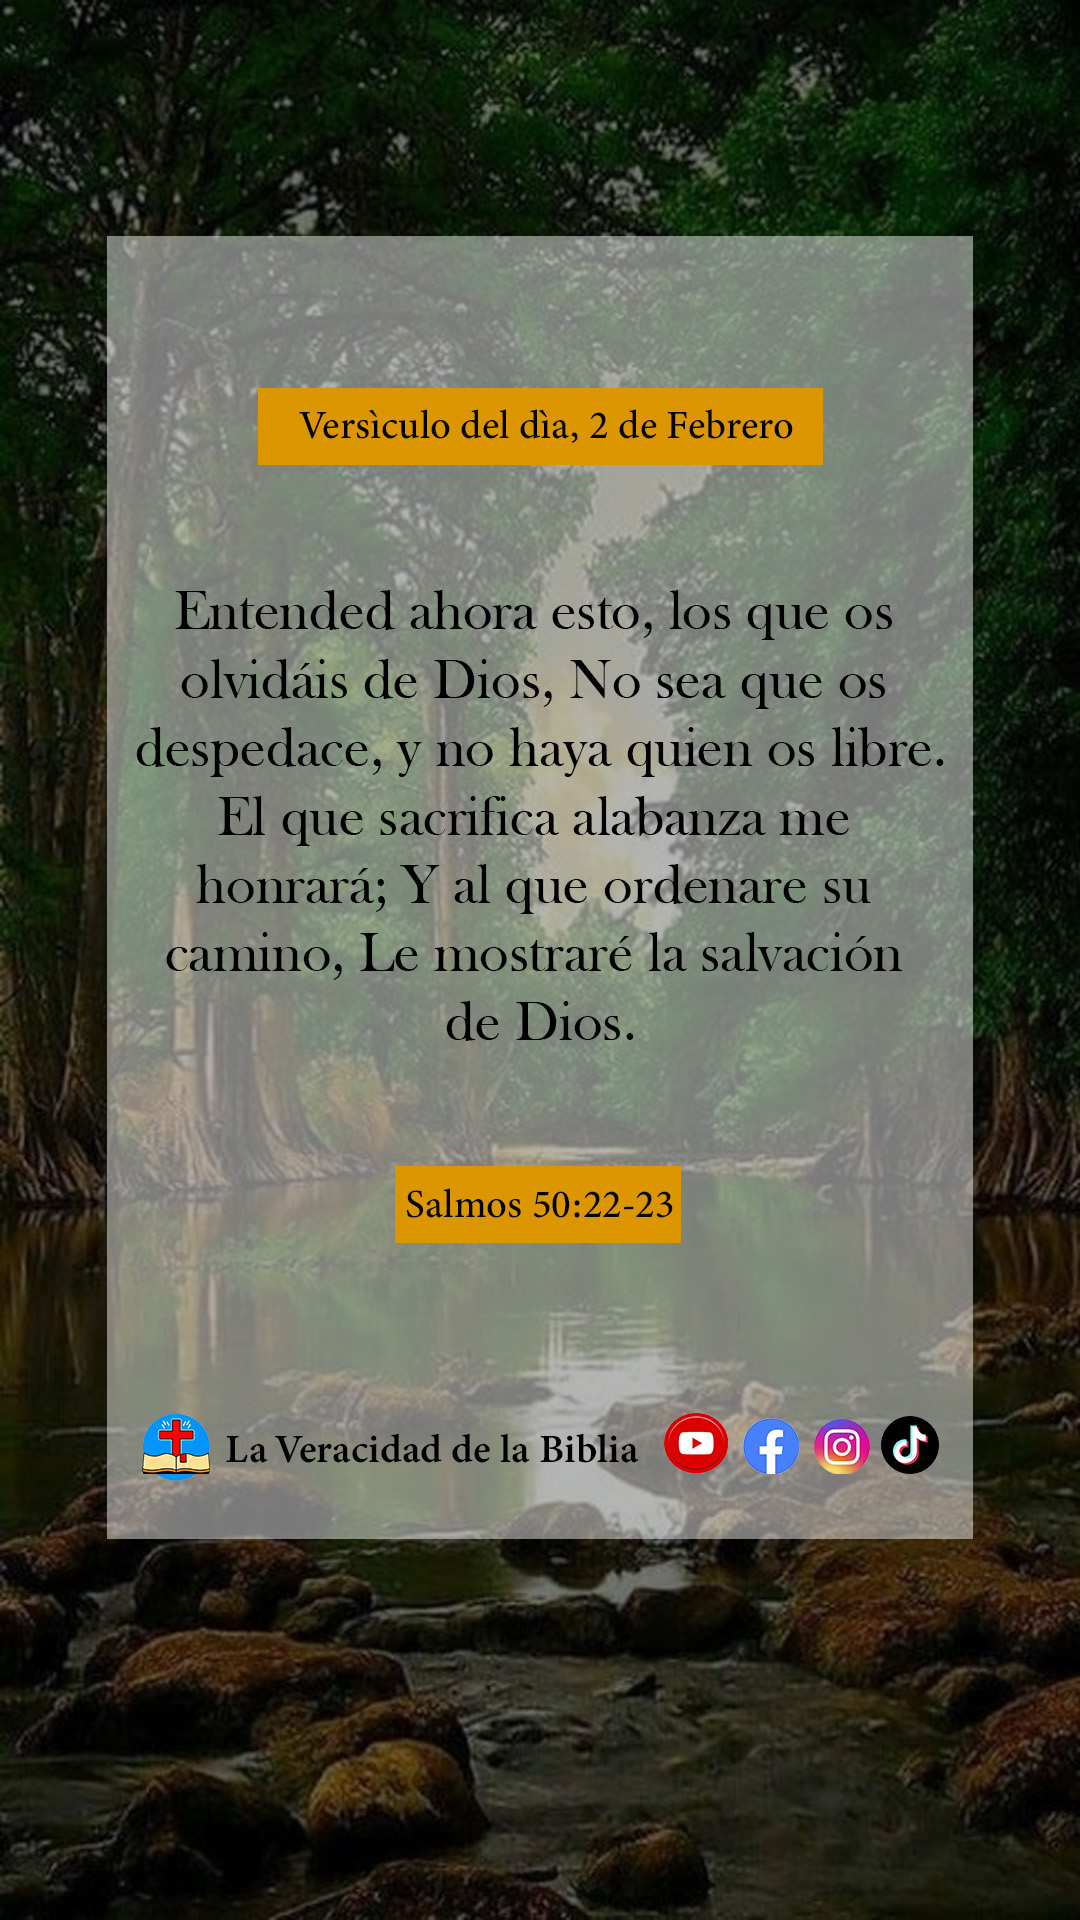 Versìculo del dìa, 2 de Febrero
Entended ahora esto, los que os
olvidáis de Dios, No sea que os
despedace, y no haya quien os libre.
El que sacrifica alabanza me
honrará; Y al que ordenare su
camino, Le mostraré la salvación
de Dios.
Salmos 50:22-23
La Veracidad de la Biblia